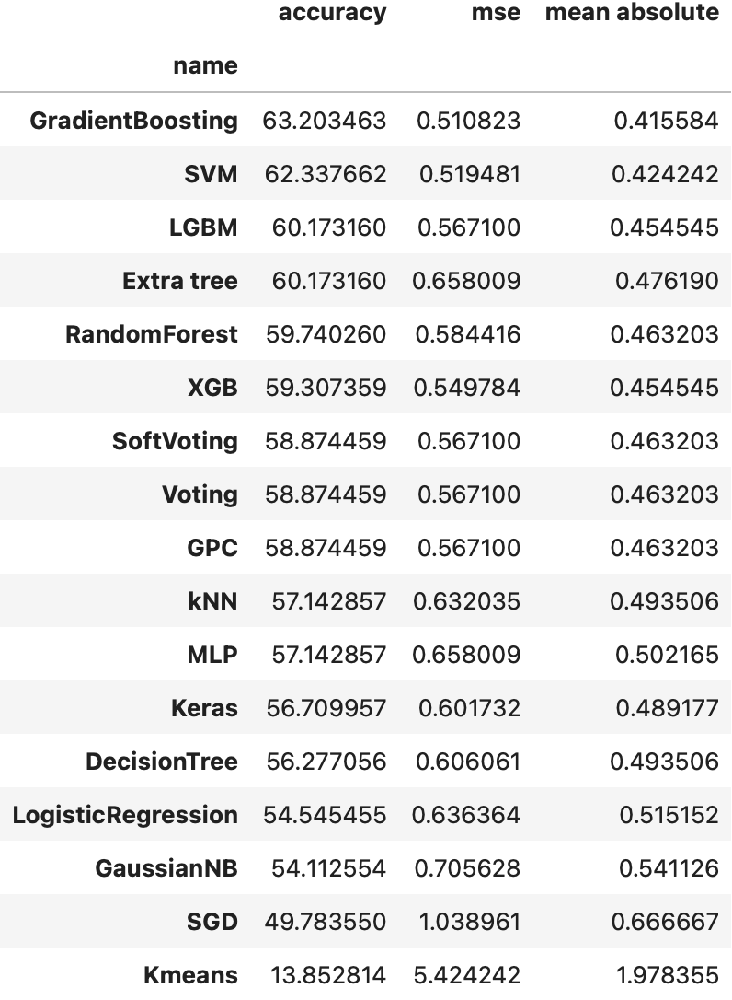 accuracy mse mean absolute
name
GradientBoosting 63.203463 0.510823 0.415584
SVM 62.337662 0.519481 0.424242
LGBM 60.173160 0.567100 0.454545
Extra tree 60.173160 0.658009 0.476190
RandomForest 59.740260 0.584416 0.463203
XGB 59.307359 0.549784 0.454545
SoftVoting 58.874459 0.567100 0.463203
Voting 58.874459 0.567100 0.463203
GPC 58.874459 0.567100 0.463203
kNN 57.142857 0.632035 0.493506
MLP 57.142857 0.658009 0.502165
Keras 56.709957 0.601732 0.489177
DecisionTree 56.277056 0.606061 0.493506
LogisticRegression 54.545455 0.636364 0.515152
GaussianNB 54.112554 0.705628 0.541126
SGD 49.783550 1.038961 0.666667
Kmeans 13.852814 5.424242 1.978355